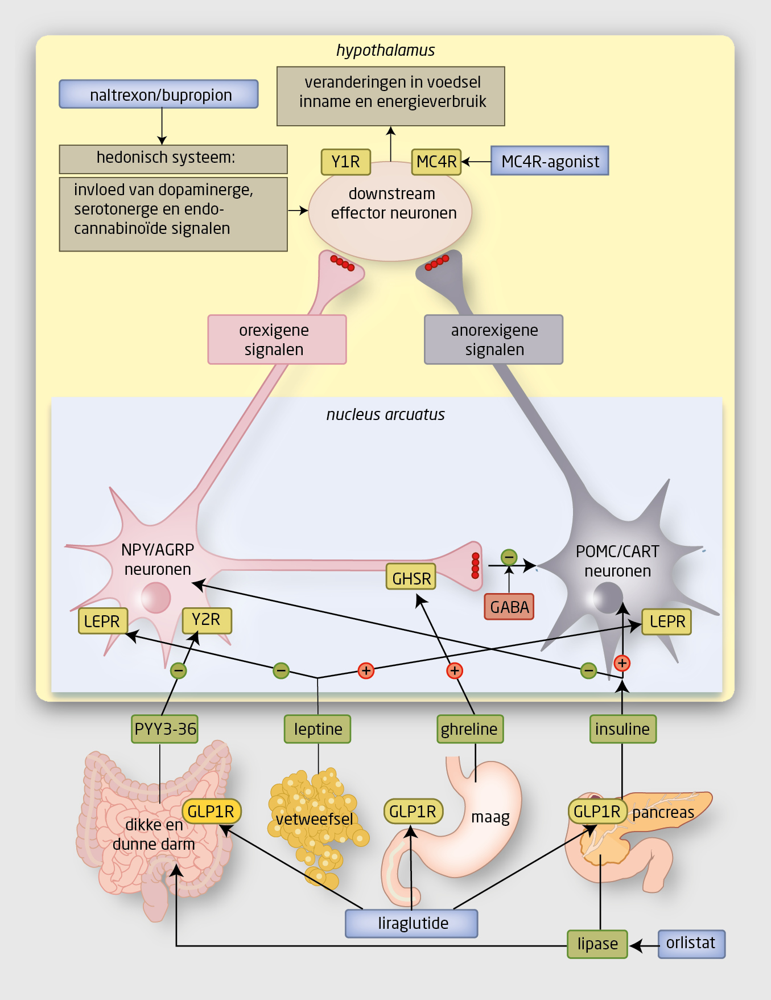 hypothalamus
naltrexon/bupropion
veranderingen in voedsel
inname en energieverbruik
hedonisch systeem:
invloed van dopaminerge,
serotonerge en endo-
cannabinoïde signalen
Y1R
MC4R
MC4R-agonist
downstream
effector neuronen
orexigene
signalen
anorexigene
signalen
nucleus arcuatus
NPY/AGRP
neuronen
GHSR
−
GABA
POMC/CART
neuronen
LEPR
Y2R
LEPR
−
−
+
+
−
+
PYY3-36
leptine
ghreline
insuline
GLP1R
dikke en
dunne darm
vetweefsel
GLP1R
maag
GLP1R
pancreas
liraglutide
lipase
orlistat